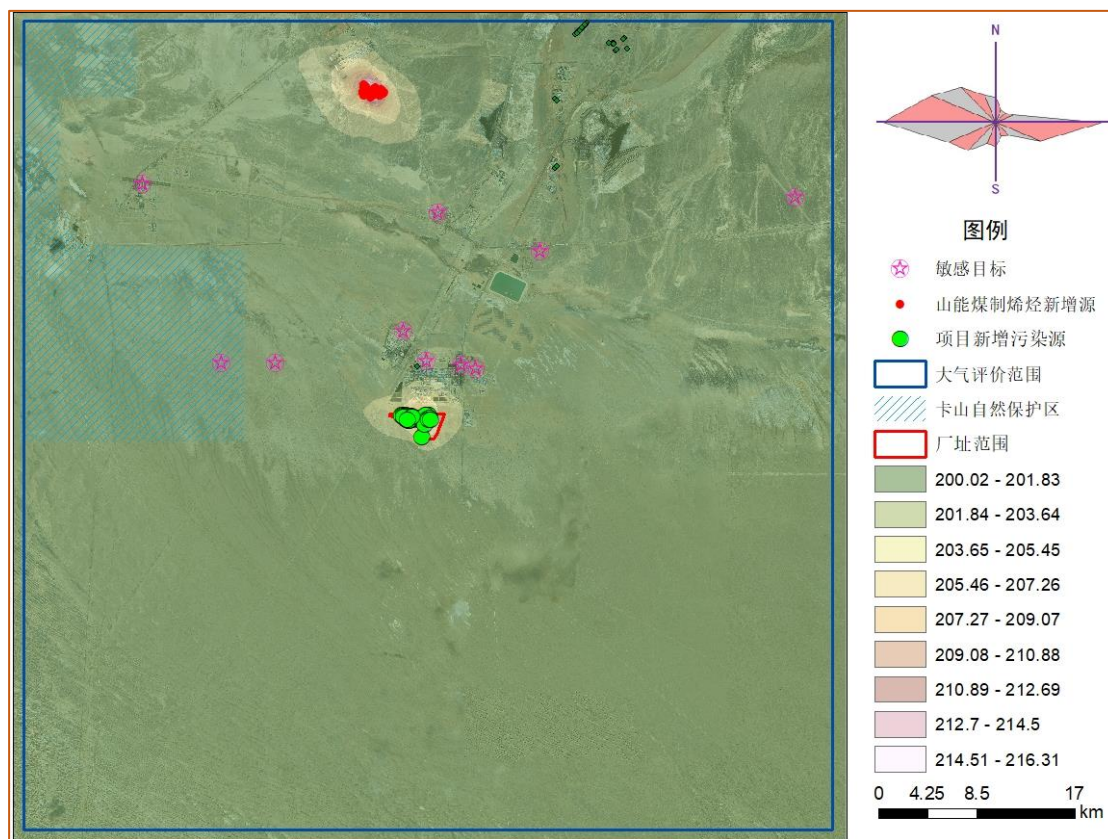 N
S
图例
敏感目标
山能煤制烯烃新增源
项目新增污染源
大气评价范围
卡山自然保护区
厂址范围
200.02 - 201.83
201.84 - 203.64
203.65 - 205.45
205.46 - 207.26
207.27 - 209.07
209.08 - 210.88
210.89 - 212.69
212.7 - 214.5
214.51 - 216.31
0 4.25 8.5 17
km